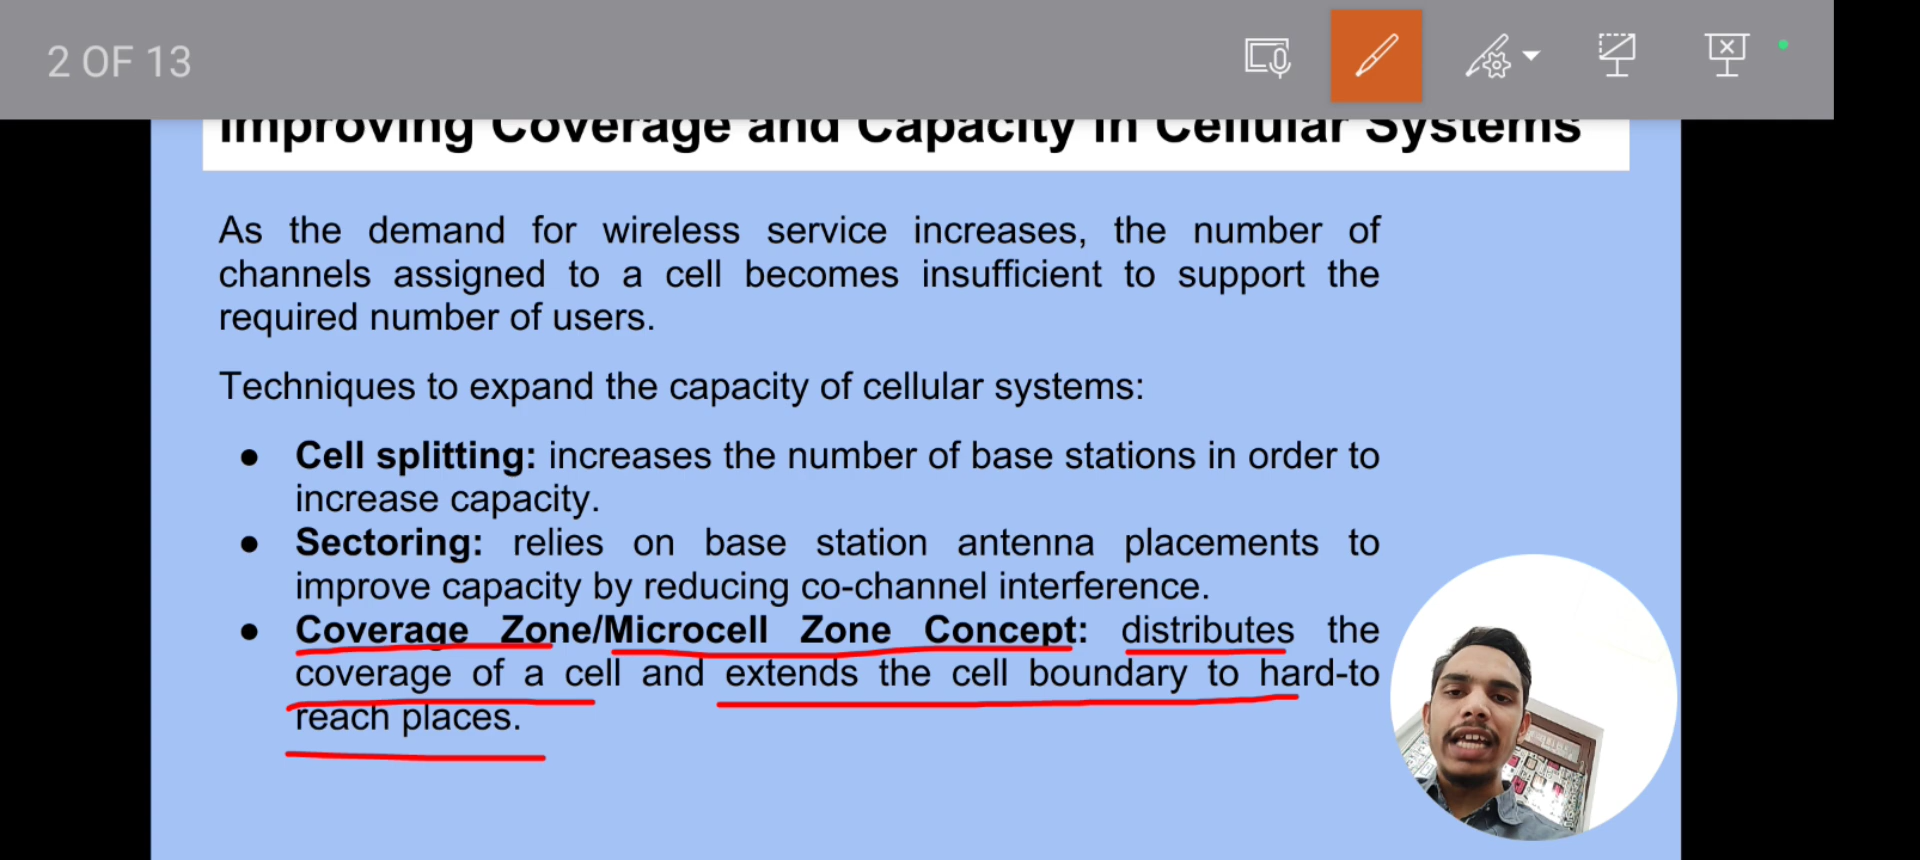 2 OF 13
Improving Coverage and Capacity in Cellular Systems
As the demand for wireless service increases, the number of
channels assigned to a cell becomes insufficient to support the
required number of users.
Techniques to expand the capacity of cellular systems:
● Cell splitting: increases the number of base stations in order to
increase capacity.
● Sectoring: relies on base station antenna placements to
improve capacity by reducing co-channel interference.
● Coverage Zone/Microcell Zone Concept: distributes the
coverage of a cell and extends the cell boundary to hard-to
reach places.